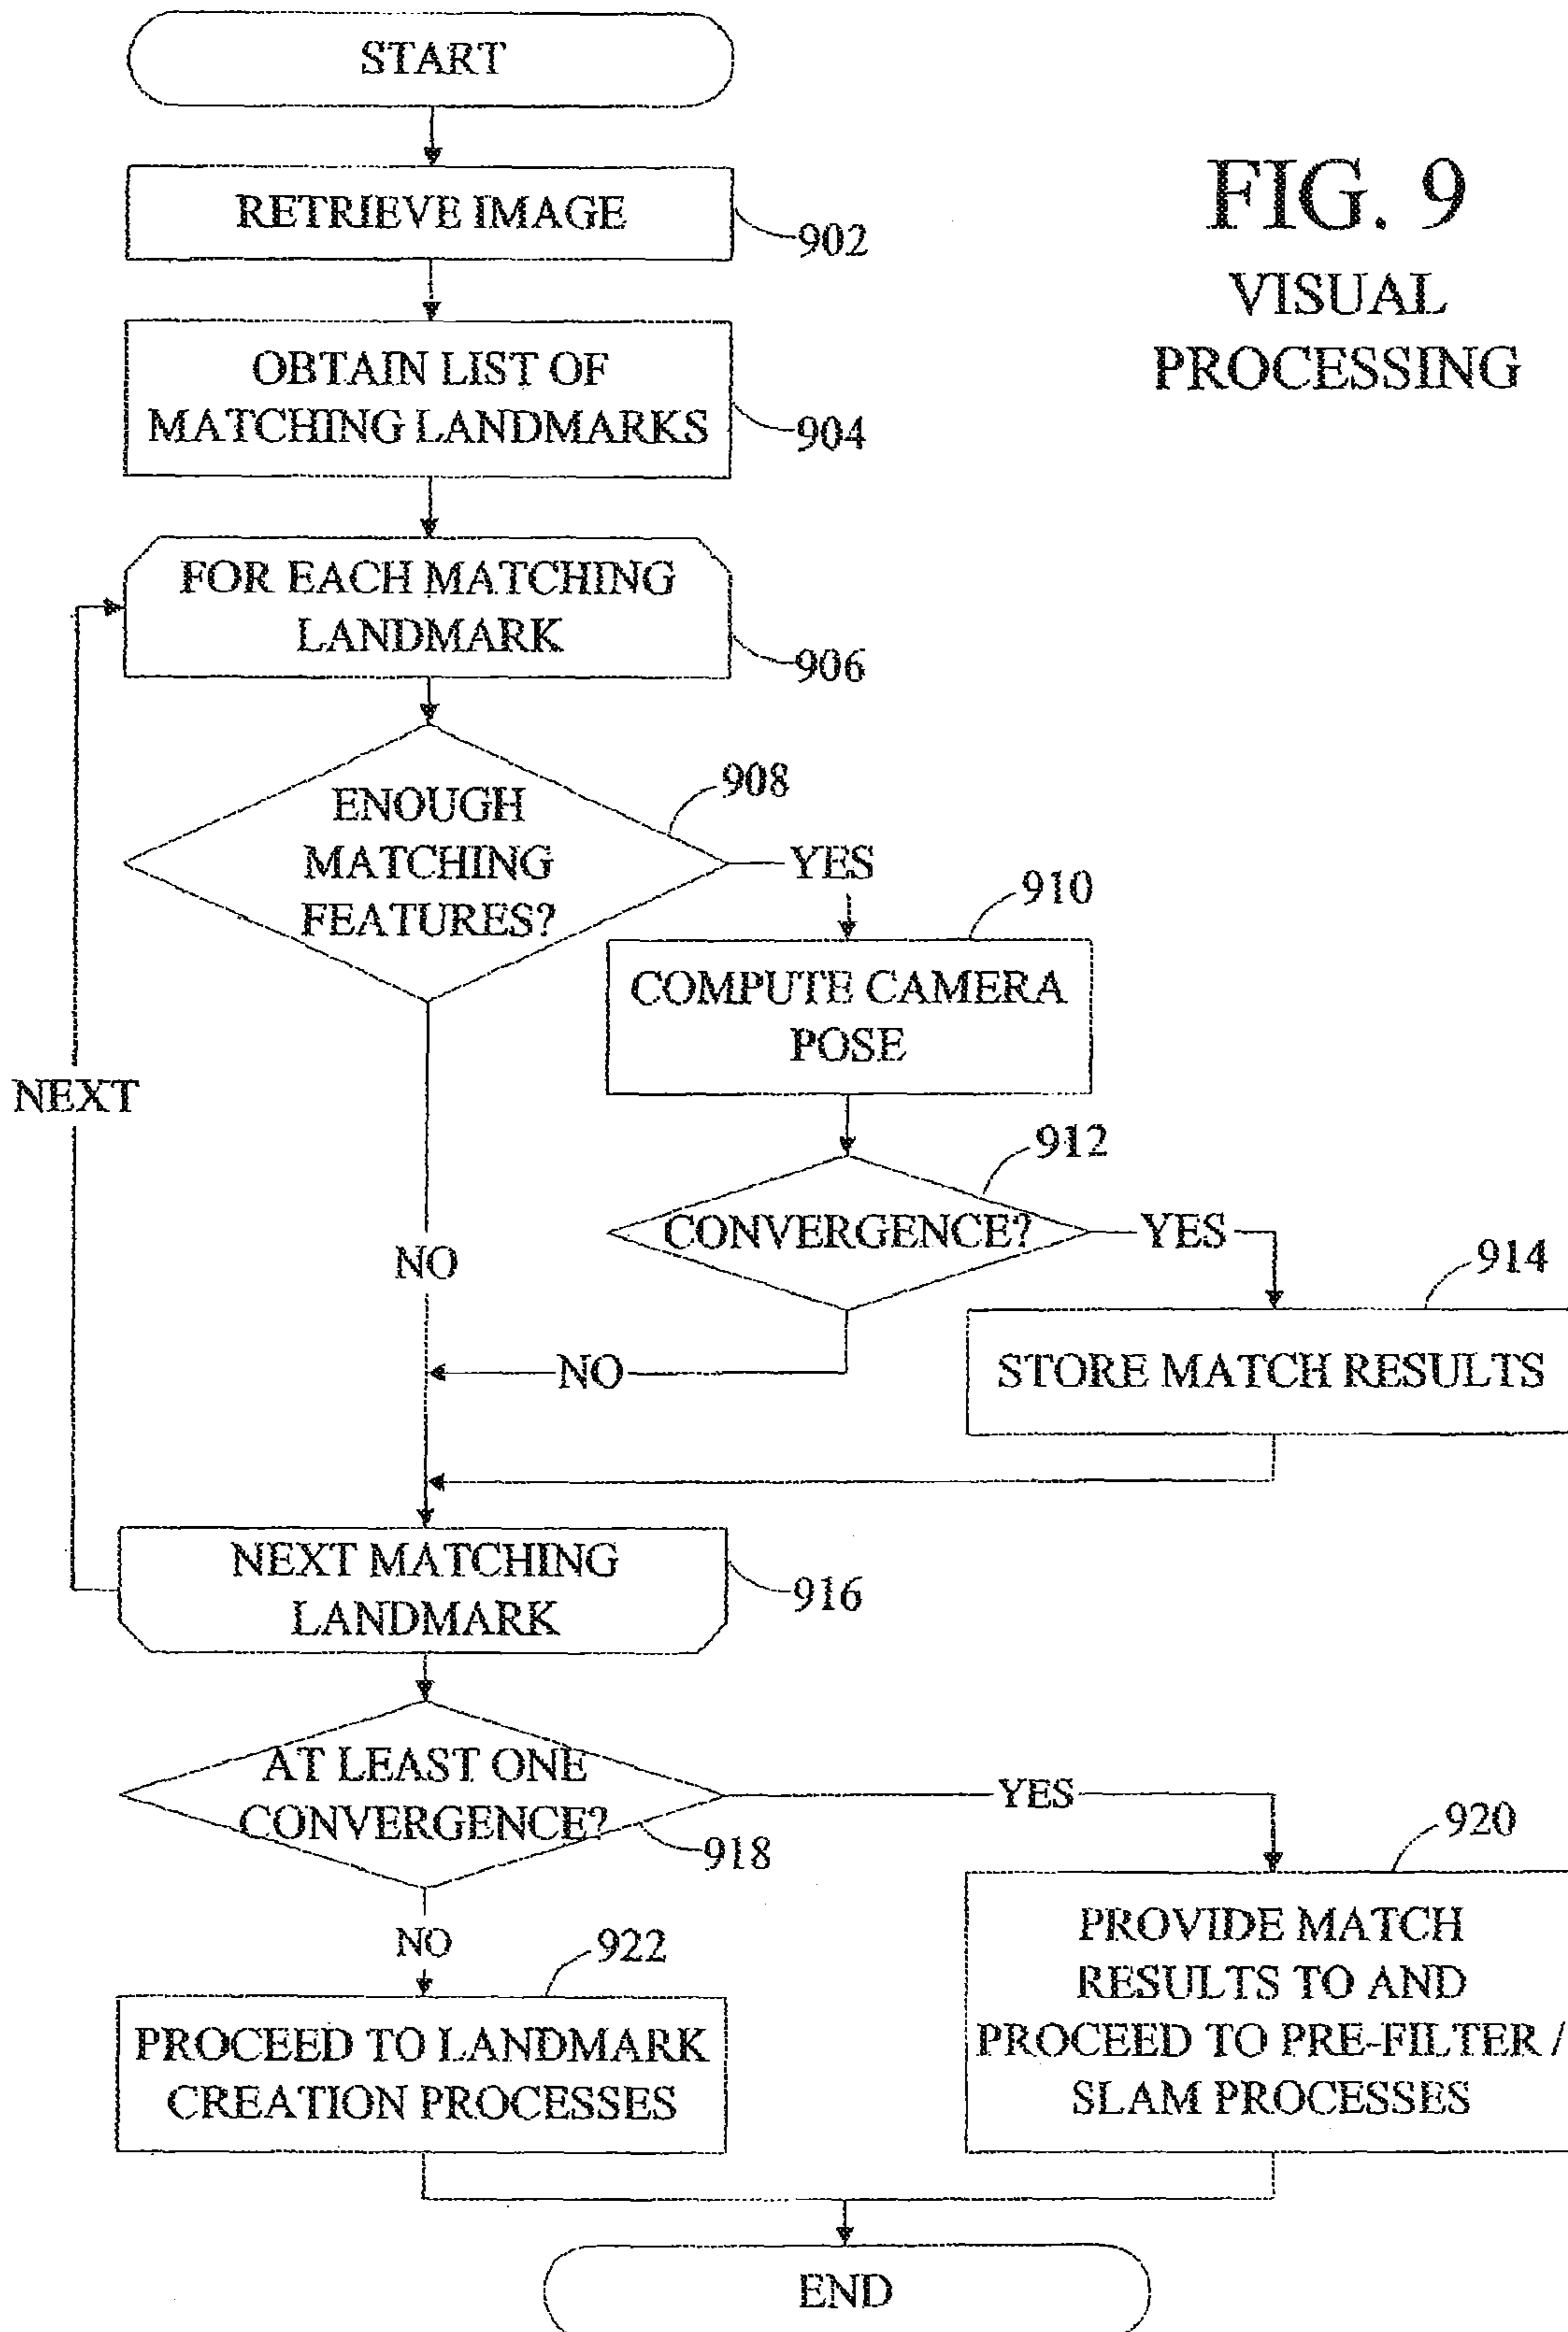 START
FIG. 9
VISUAL
PROCESSING
RETRIEVE IMAGE
902
OBTAIN LIST OF
MATCHING LANDMARKS
904
FOR EACH MATCHING
LANDMARK
906
ENOUGH
MATCHING
FEATURES?
908
YES
910
COMPUTE CAMERA
POSE
NEXT
912
CONVERGENCE?
YES
NO
914
STORE MATCH RESULTS
NO
NEXT MATCHING
LANDMARK
916
AT LEAST ONE
CONVERGENCE?
918
YES
920
NO
922
PROVIDE MATCH
RESULTS TO AND
PROCEED TO PRE-FILTER /
SLAM PROCESSES
PROCEED TO LANDMARK
CREATION PROCESSES
END